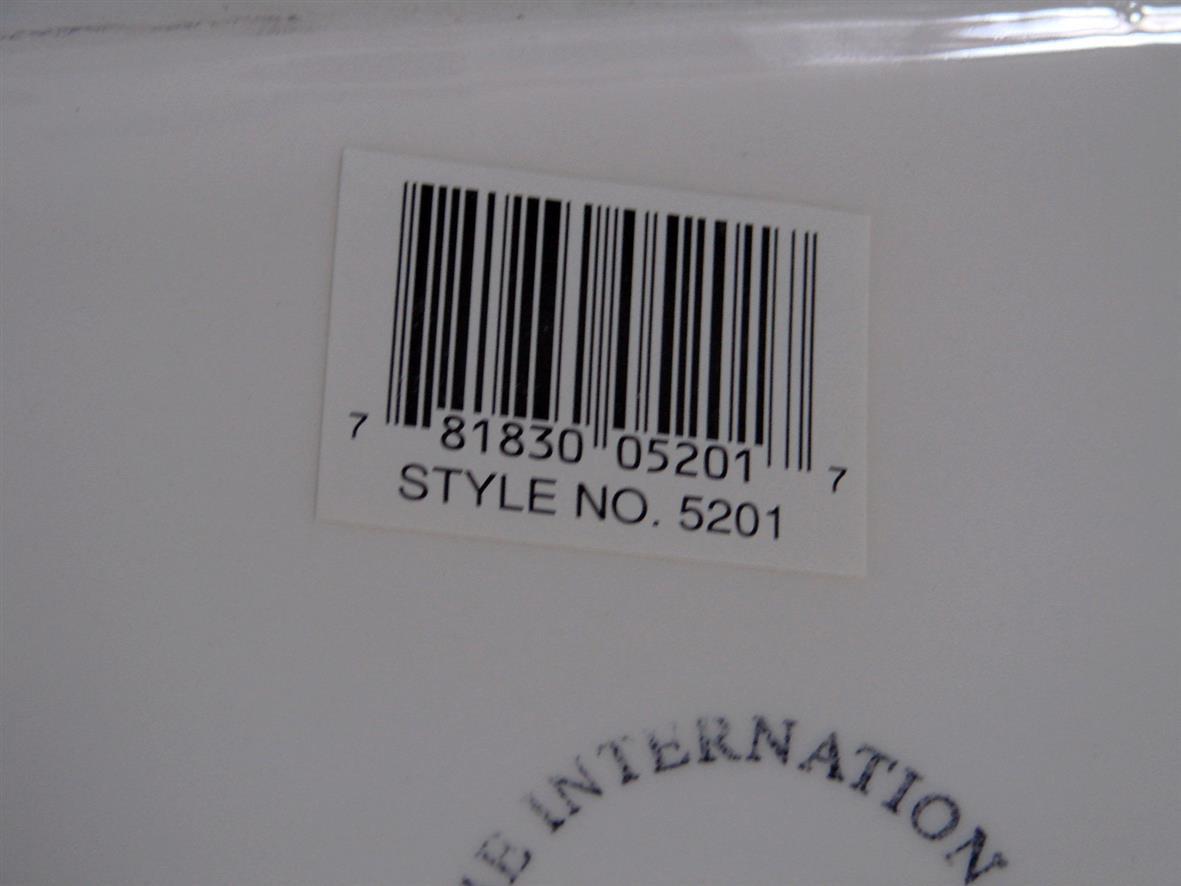 7 81830 05201 7
STYLE NO. 5201
INTERNATION